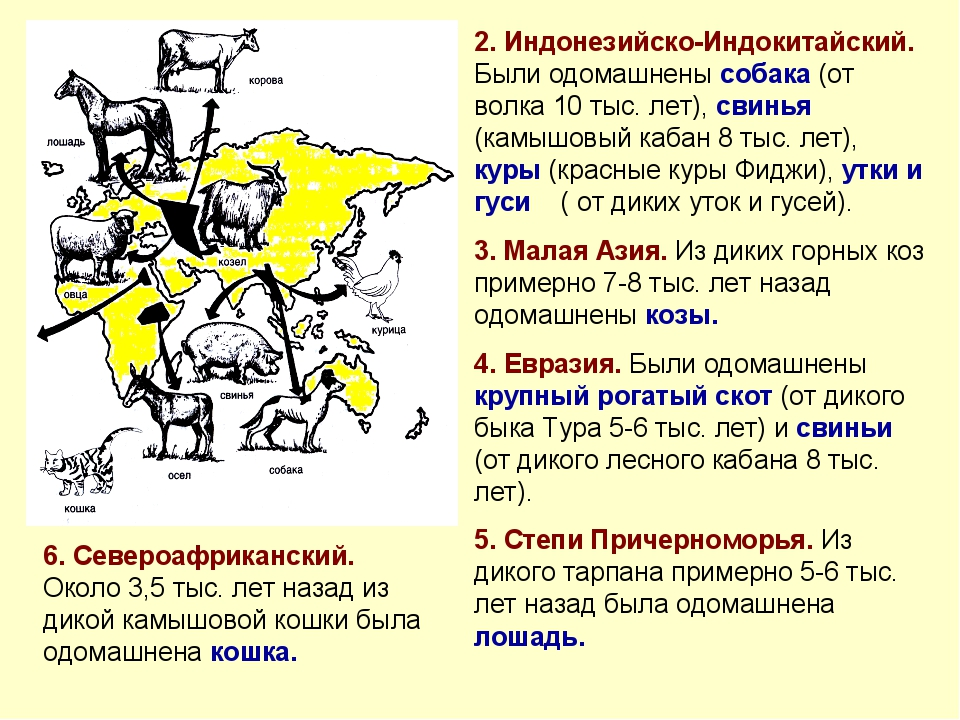 корова
лошадь
козел
овца
курица
свинья
осел
собака
кошка
2. Индонезийско-Индокитайский.
Были одомашнены собака (от
волка 10 тыс. лет), свинья
(камышовый кабан 8 тыс. лет),
куры (красные куры Фиджи), утки и
гуси ( от диких уток и гусей).
3. Малая Азия. Из диких горных коз
примерно 7-8 тыс. лет назад
одомашнены козы.
4. Евразия. Были одомашнены
крупный рогатый скот (от дикого
быка Тура 5-6 тыс. лет) и свиньи
(от дикого лесного кабана 8 тыс.
лет).
5. Степи Причерноморья. Из
дикого тарпана примерно 5-6 тыс.
лет назад была одомашнена
лошадь.
6. Североафриканский.
Около 3,5 тыс. лет назад из
дикой камышовой кошки была
одомашнена кошка.